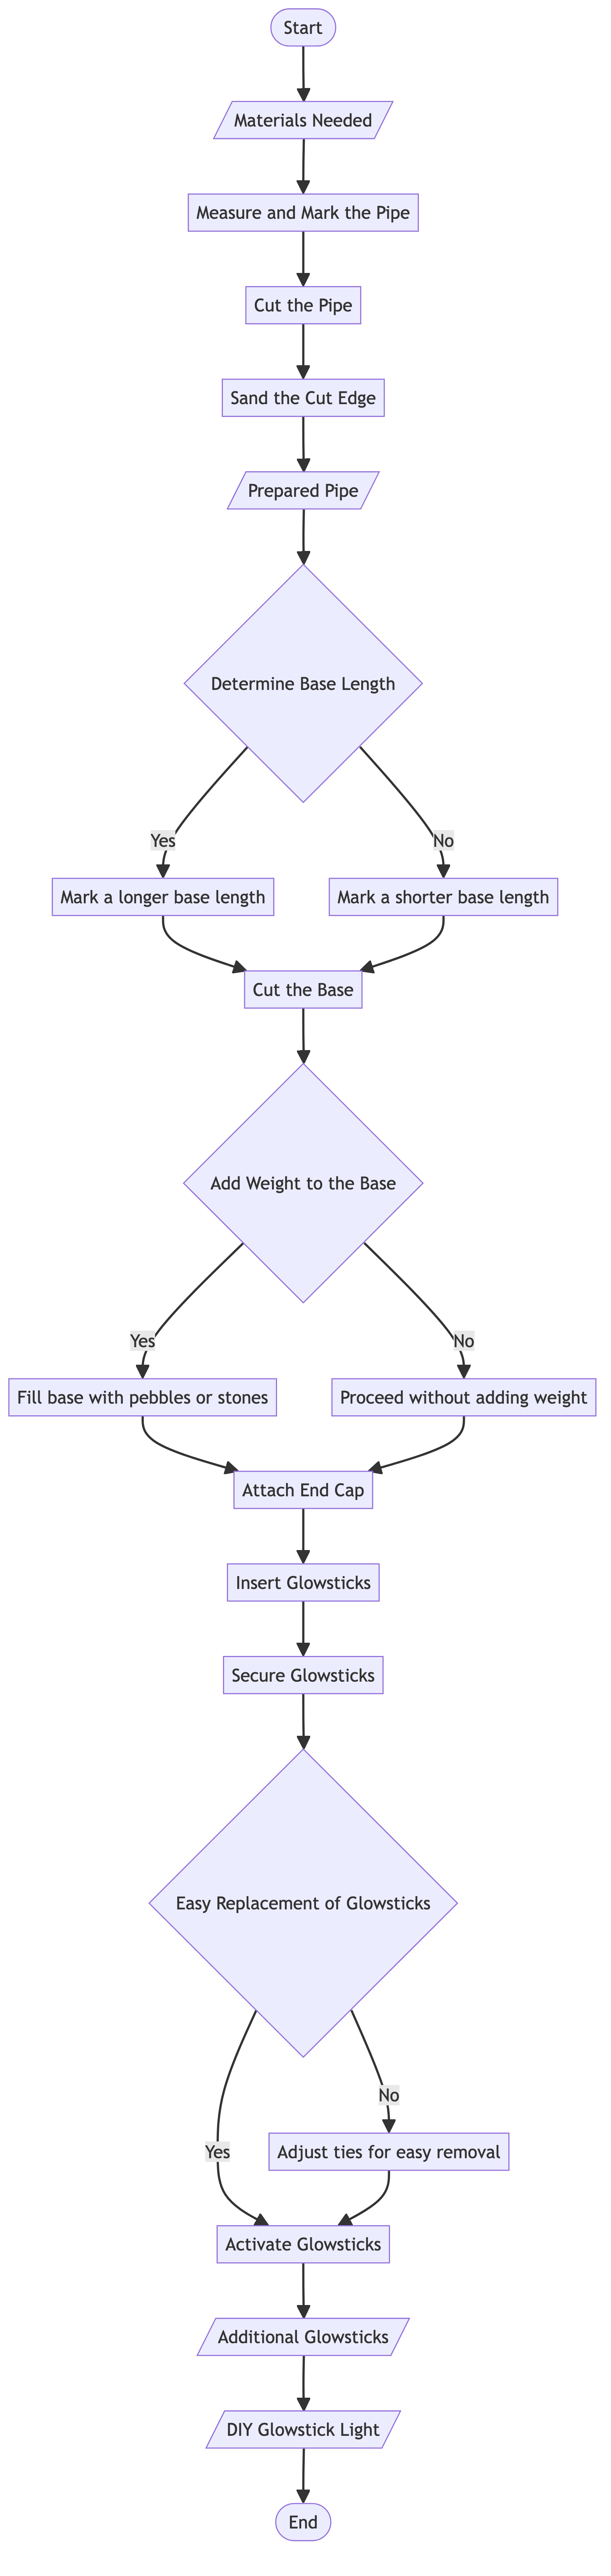 Start
Materials Needed
Measure and Mark the Pipe
Cut the Pipe
Sand the Cut Edge
Prepared Pipe
Determine Base Length
Yes
No
Mark a longer base length
Mark a shorter base length
Cut the Base
Add Weight to the Base
Yes
No
Fill base with pebbles or stones
Proceed without adding weight
Attach End Cap
Insert Glowsticks
Secure Glowsticks
Easy Replacement of Glowsticks
No
Yes
Adjust ties for easy removal
Activate Glowsticks
Additional Glowsticks
DIY Glowstick Light
End